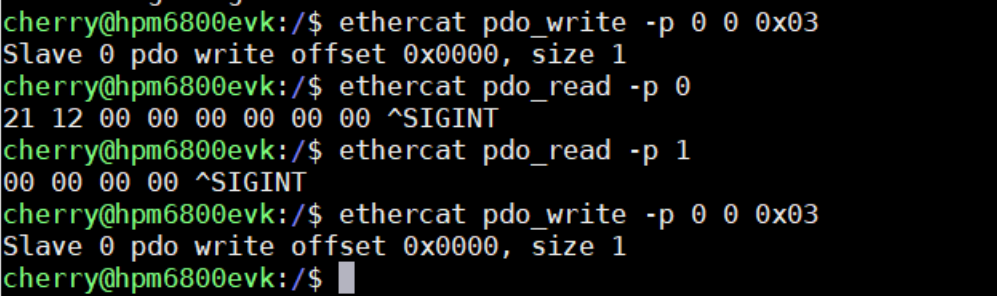 cherry@hpm6800evk:/$ ethercat pdo_write -p 0 0 0x03
Slave 0 pdo write offset 0x0000, size 1
cherry@hpm6800evk:/$ ethercat pdo_read -p 0
21 12 00 00 00 00 00 00 ^SIGINT
cherry@hpm6800evk:/$ ethercat pdo_read -p 1
00 00 00 00 ^SIGINT
cherry@hpm6800evk:/$ ethercat pdo_write -p 0 0 0x03
Slave 0 pdo write offset 0x0000, size 1
cherry@hpm6800evk:/$